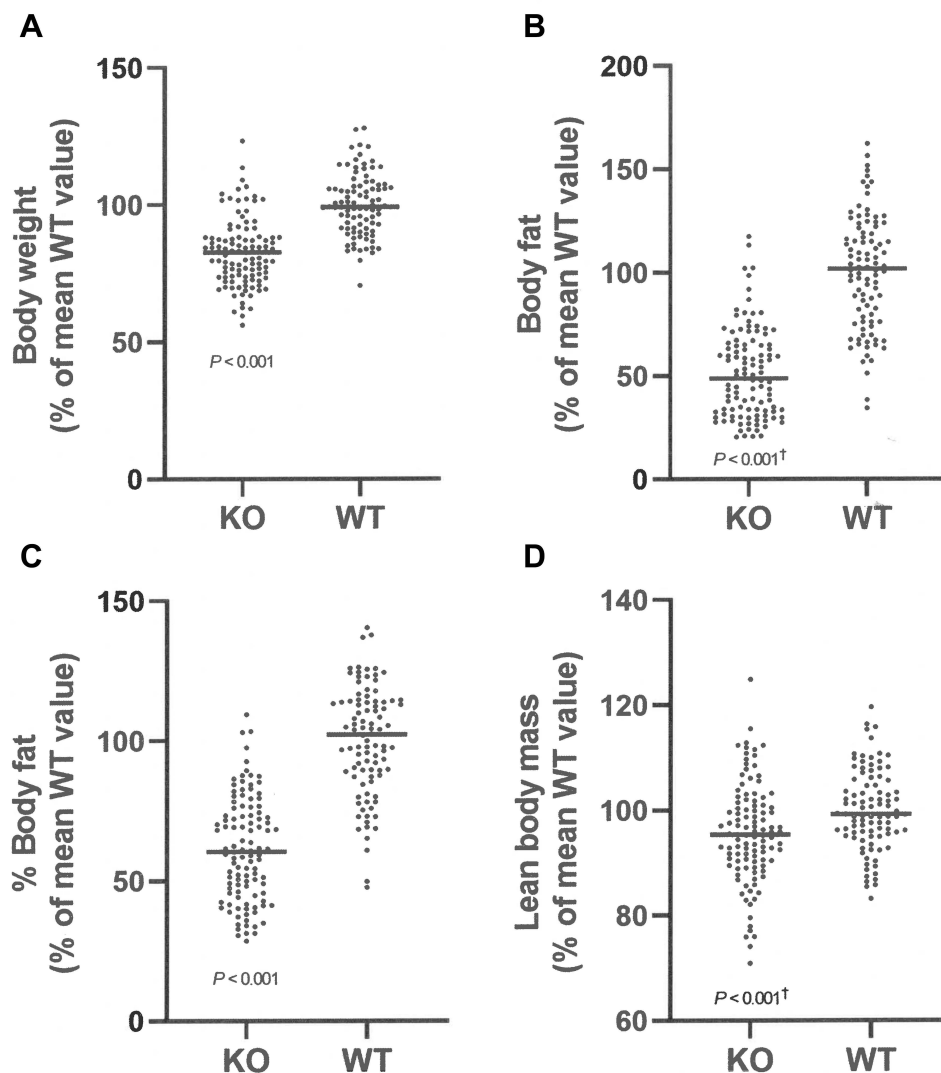 A
Body weight
(% of mean WT value)
150
100
50
0
P < 0.001
KO
WT
B
Body fat
(% of mean WT value)
200
150
100
50
0
P < 0.001†
KO
WT
C
% Body fat
(% of mean WT value)
150
100
50
0
P < 0.001
KO
WT
D
Lean body mass
(% of mean WT value)
140
120
100
80
60
P < 0.001†
KO
WT